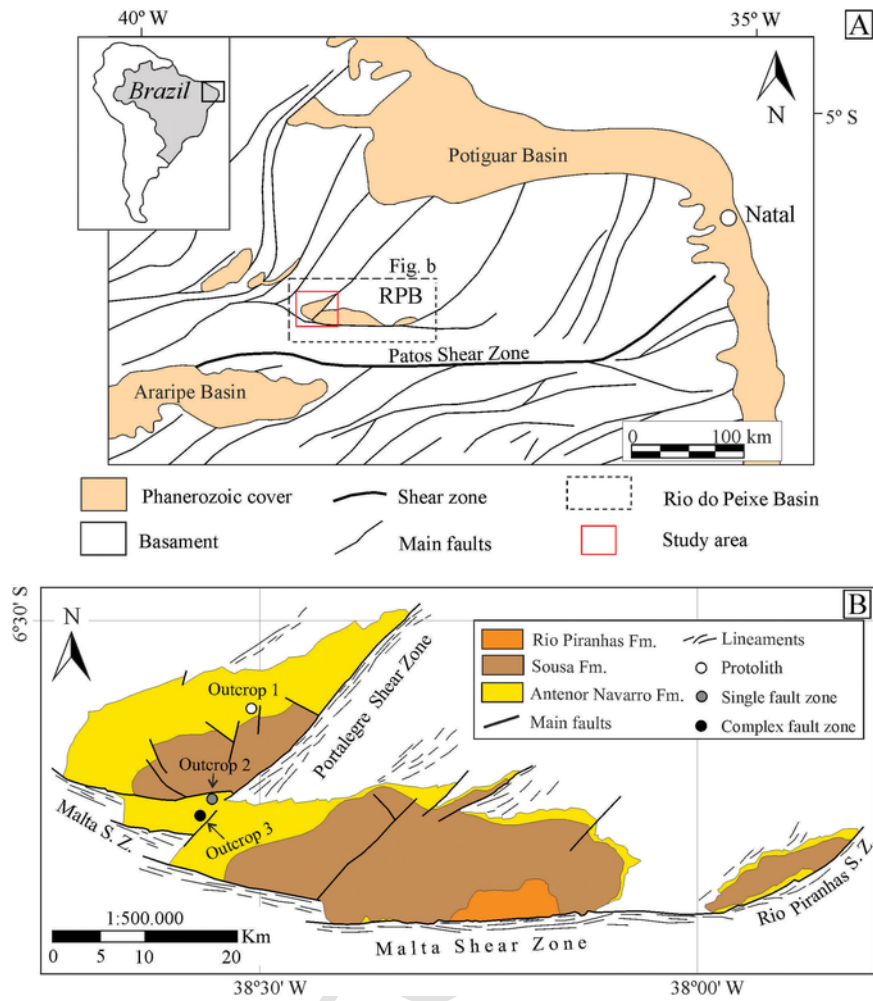 40º W
35º W
A
Brazil
N
5º S
Potiguar Basin
Natal
Fig. b
RPB
Patos Shear Zone
Araripe Basin
0 100 km
Phanerozoic cover
Shear zone
Rio do Peixe Basin
Basament
Main faults
Study area
B
6º30' S
N
Rio Piranhas Fm.
Sousa Fm.
Antenor Navarro Fm.
Main faults
Lineaments
Protolith
Single fault zone
Complex fault zone
Outcrop 1
Portalegre Shear Zone
Outcrop 2
Malta S. Z.
Outcrop 3
Rio Piranhas S. Z.
1:500.000
Km
0 5 10 20
Malta Shear Zone
38º30' W
38º00' W